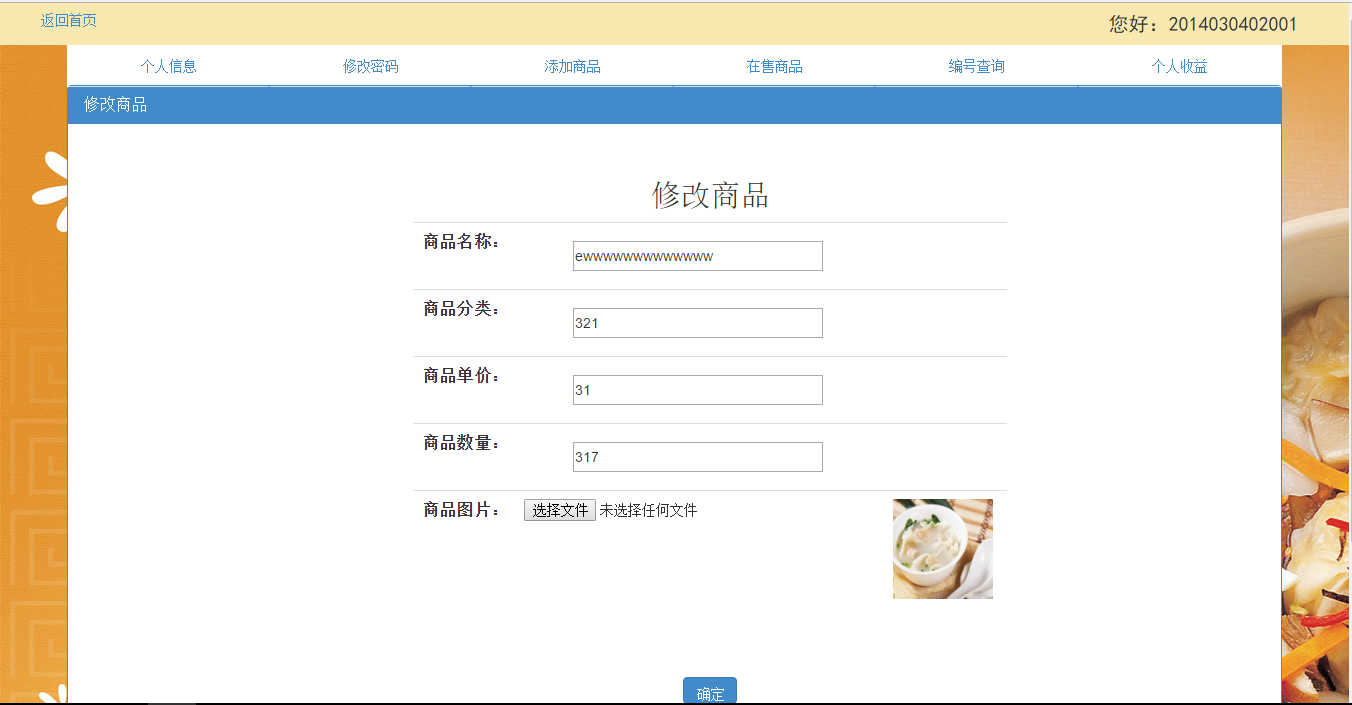 返回首页
您好：2014030402001
个人信息 修改密码 添加商品 在售商品 编号查询 个人收益
修改商品
修改商品
商品名称：
ewwwwwwwwwwwww
商品分类：
321
商品单价：
31
商品数量：
317
商品图片： 选择文件 未选择任何文件
确定